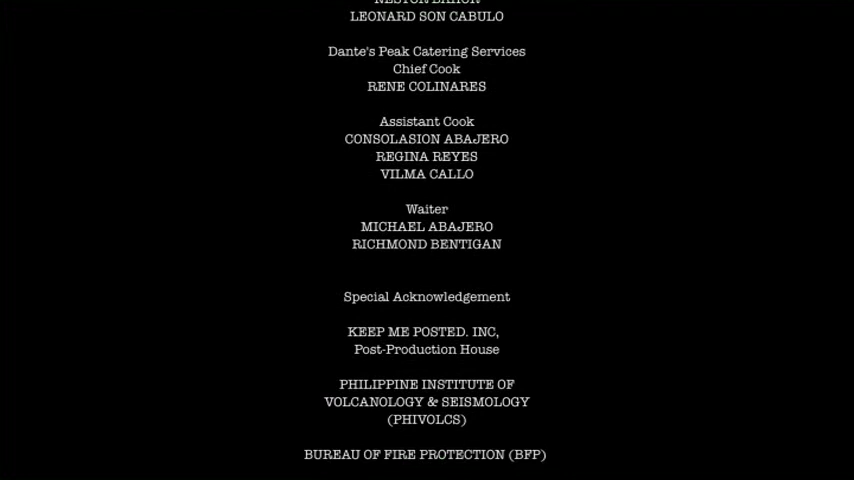 LEONARD SON CABULO
Dante's Peak Catering Services
Chief Cook
RENE COLINARES
Assistant Cook
CONSOLASION ABAJERO
REGINA REYES
VILMA CALLO
Waiter
MICHAEL ABAJERO
RICHMOND BENTIGAN
Special Acknowledgement
KEEP ME POSTED. INC,
Post-Production House
PHILIPPINE INSTITUTE OF
VOLCANOLOGY & SEISMOLOGY
(PHIVOLCS)
BUREAU OF FIRE PROTECTION (BFP)